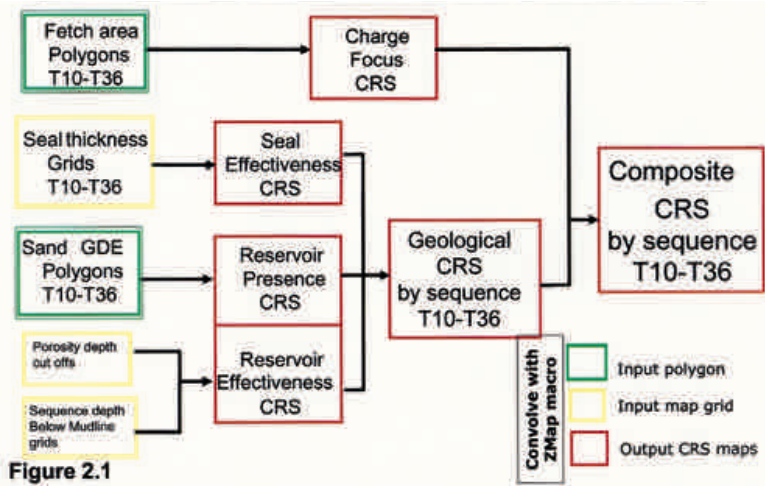 Fetch area
Polygons
T10-T36
Charge
Focus
CRS
Seal thickness
Grids
T10-T36
Seal
Effectiveness
CRS
Sand GDE
Polygons
T10-T36
Reservoir
Presence
CRS
Porosity depth
cut offs
Sequence depth
Below Mudline
grids
Reservoir
Effectiveness
CRS
Geological
CRS
by sequence
T10-T36
Composite
CRS
by sequence
T10-T36
Convolve with
ZMap macro
Input polygon
Input map grid
Output CRS maps
Figure 2.1